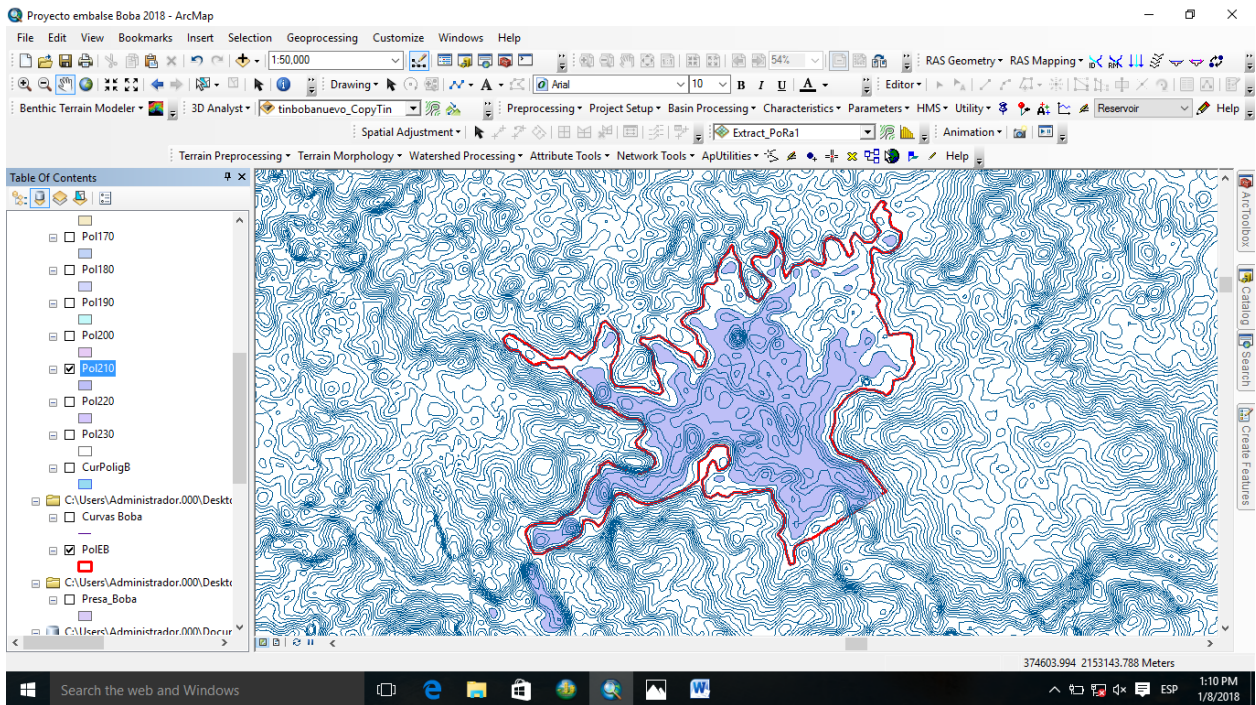 Proyecto embalse Boba 2018 - ArcMap
File Edit View Bookmarks Insert Selection Geoprocessing Customize Windows Help
1:50,000 54% RAS Geometry RAS Mapping
Drawing A Arial 10 B I U A Editor
Benthic Terrain Modeler 3D Analyst tinbobanuevo_CopyTin Preprocessing Project Setup Basin Processing Characteristics Parameters HMS Utility Reservoir Help
Spatial Adjustment Extract_PoRa1 Animation
Terrain Preprocessing Terrain Morphology Watershed Processing Attribute Tools Network Tools ApUtilities Help
Table Of Contents
Pol170
Pol180
Pol190
Pol200
Pol210
Pol220
Pol230
CurPoligB
C:\Users\Administrador.000\Deskto
Curvas Boba
PolEB
C:\Users\Administrador.000\Deskto
Presa_Boba
C:\Users\Administrador.000\Docur
ArcToolbox
Catalog
Search
Create Features
374603.994 2153143.788 Meters
Search the web and Windows
ESP
1:10 PM
1/8/2018